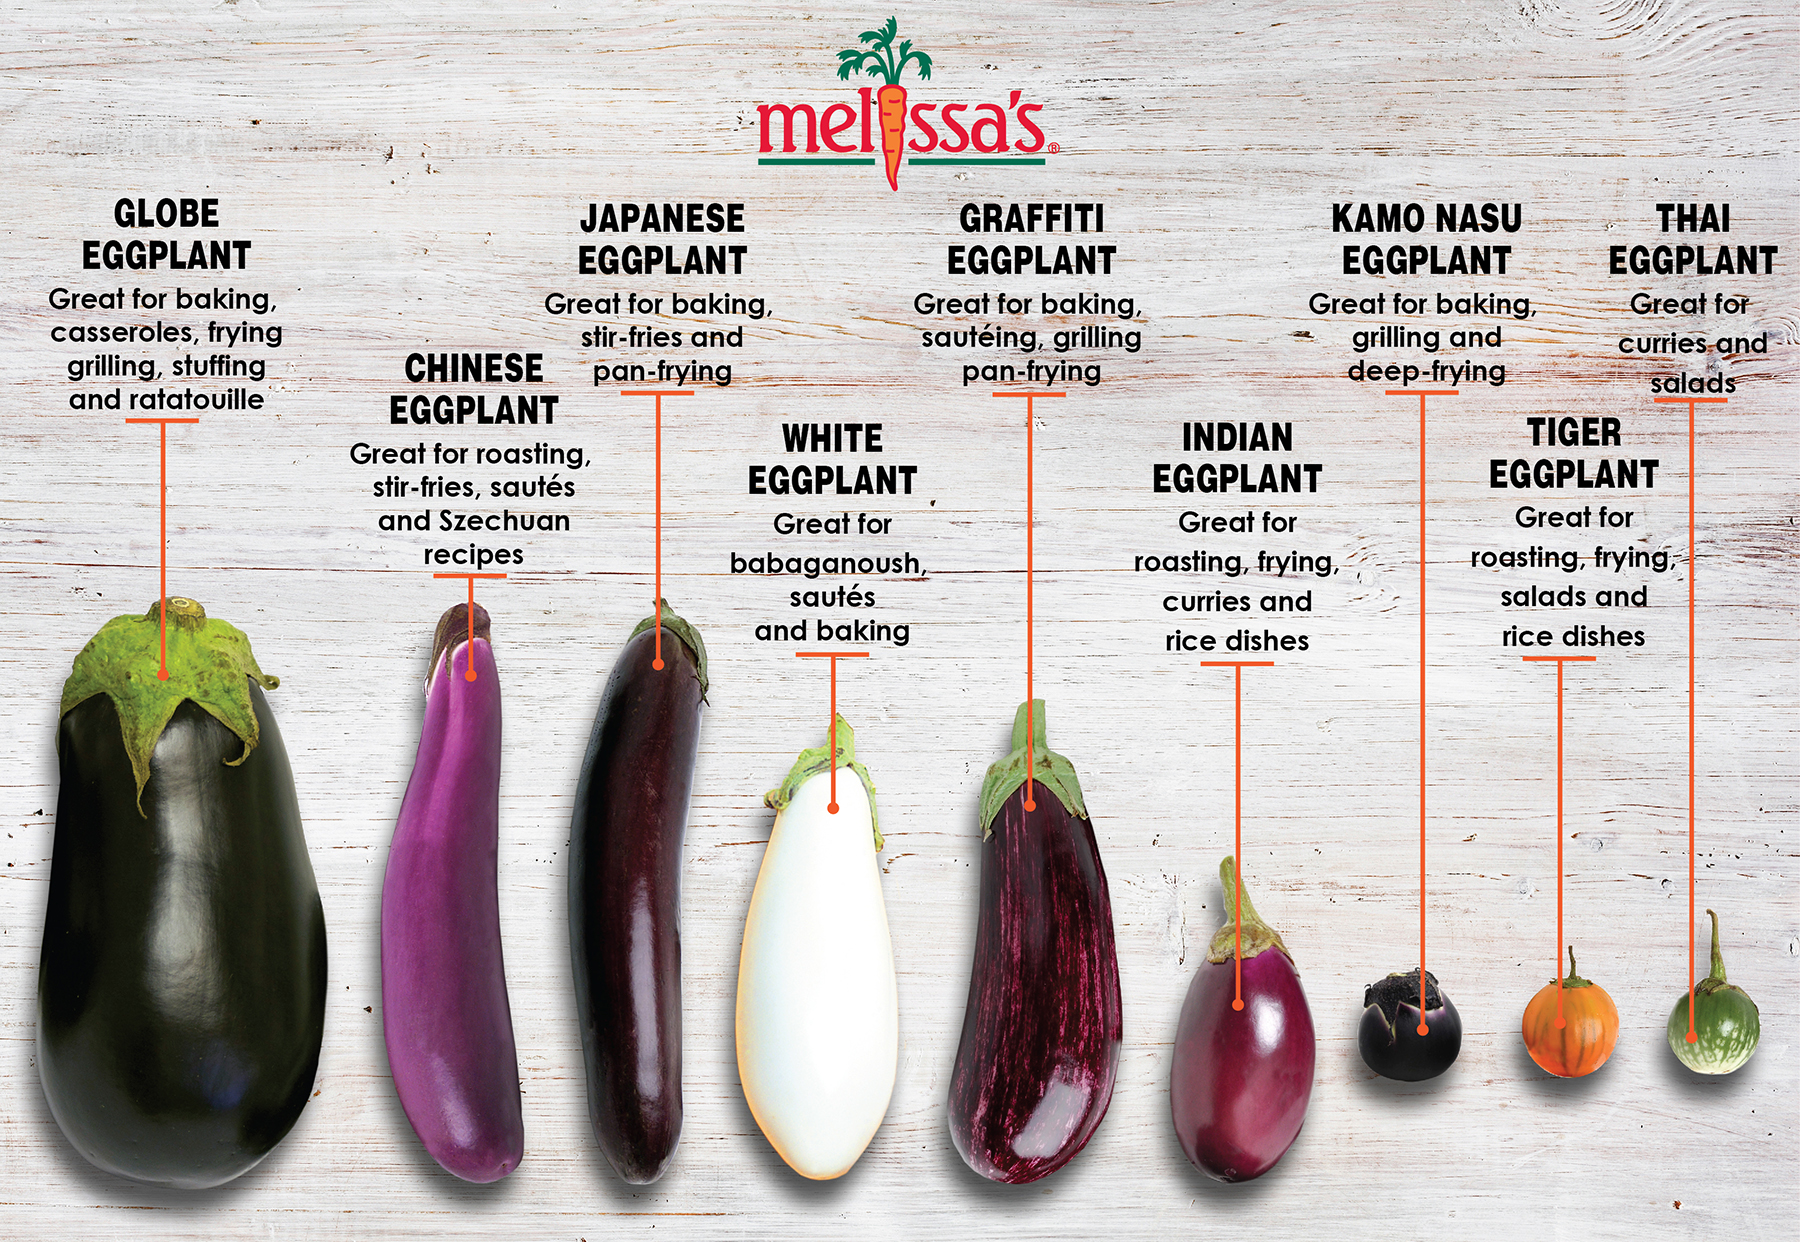 melissa's®
GLOBE
EGGPLANT
Great for baking,
casseroles, frying
grilling, stuffing
and ratatouille
CHINESE
EGGPLANT
Great for roasting,
stir-fries, sautés
and Szechuan
recipes
JAPANESE
EGGPLANT
Great for baking,
stir-fries and
pan-frying
WHITE
EGGPLANT
Great for
babaganoush,
sautés
and baking
GRAFFITI
EGGPLANT
Great for baking,
sautéing, grilling
pan-frying
INDIAN
EGGPLANT
Great for
roasting, frying,
curries and
rice dishes
KAMO NASU
EGGPLANT
Great for baking,
grilling and
deep-frying
TIGER
EGGPLANT
Great for
roasting, frying,
salads and
rice dishes
THAI
EGGPLANT
Great for
curries and
salads